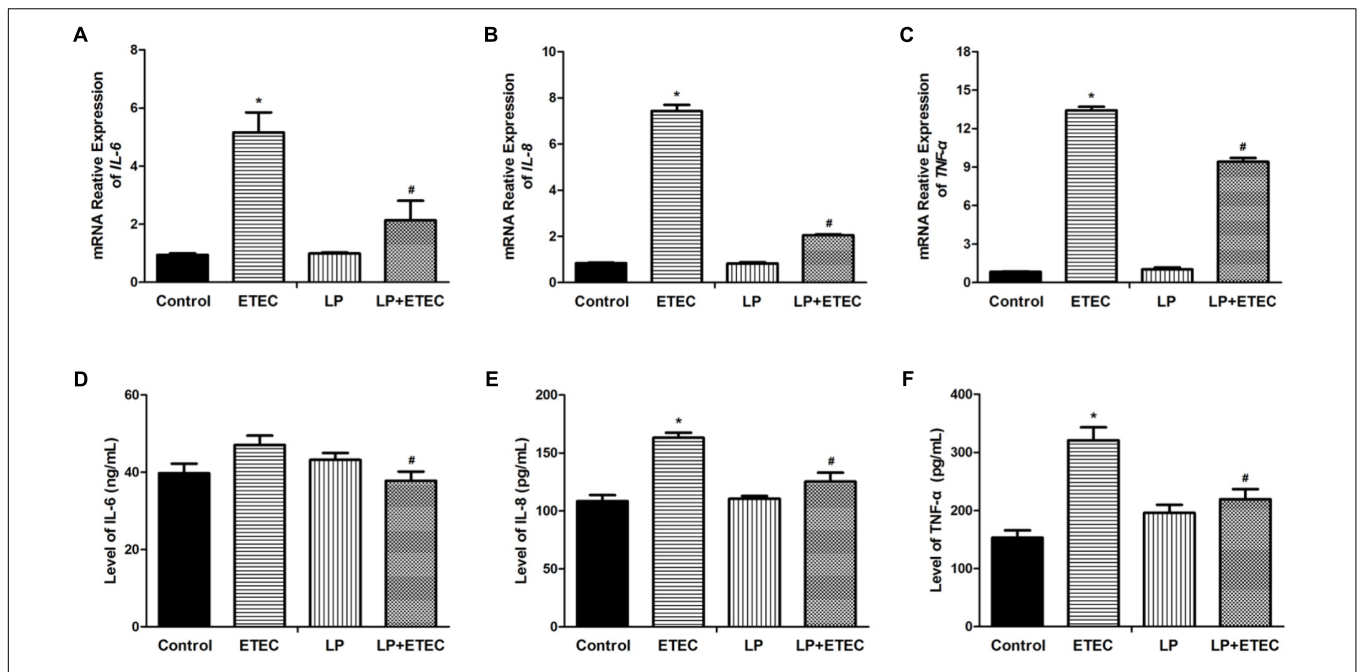 A
mRNA Reative Expression
of IL-6
8
6
4
2
0
*
#
Control ETEC LP LP+ETEC
B
mRNA Reative Expression
of IL-8
10
8
6
4
2
0
*
#
Control ETEC LP LP+ETEC
C
mRNA Reative Expression
of TNF-α
18
15
12
9
6
3
0
*
#
Control ETEC LP LP+ETEC
D
Level of IL-6 (ng/mL)
60
40
20
0
#
Control ETEC LP LP+ETEC
E
Level of IL-8 (pg/mL)
200
150
100
50
0
*
#
Control ETEC LP LP+ETEC
F
Level of TNF-α (pg/mL)
400
300
200
100
0
*
#
Control ETEC LP LP+ETEC